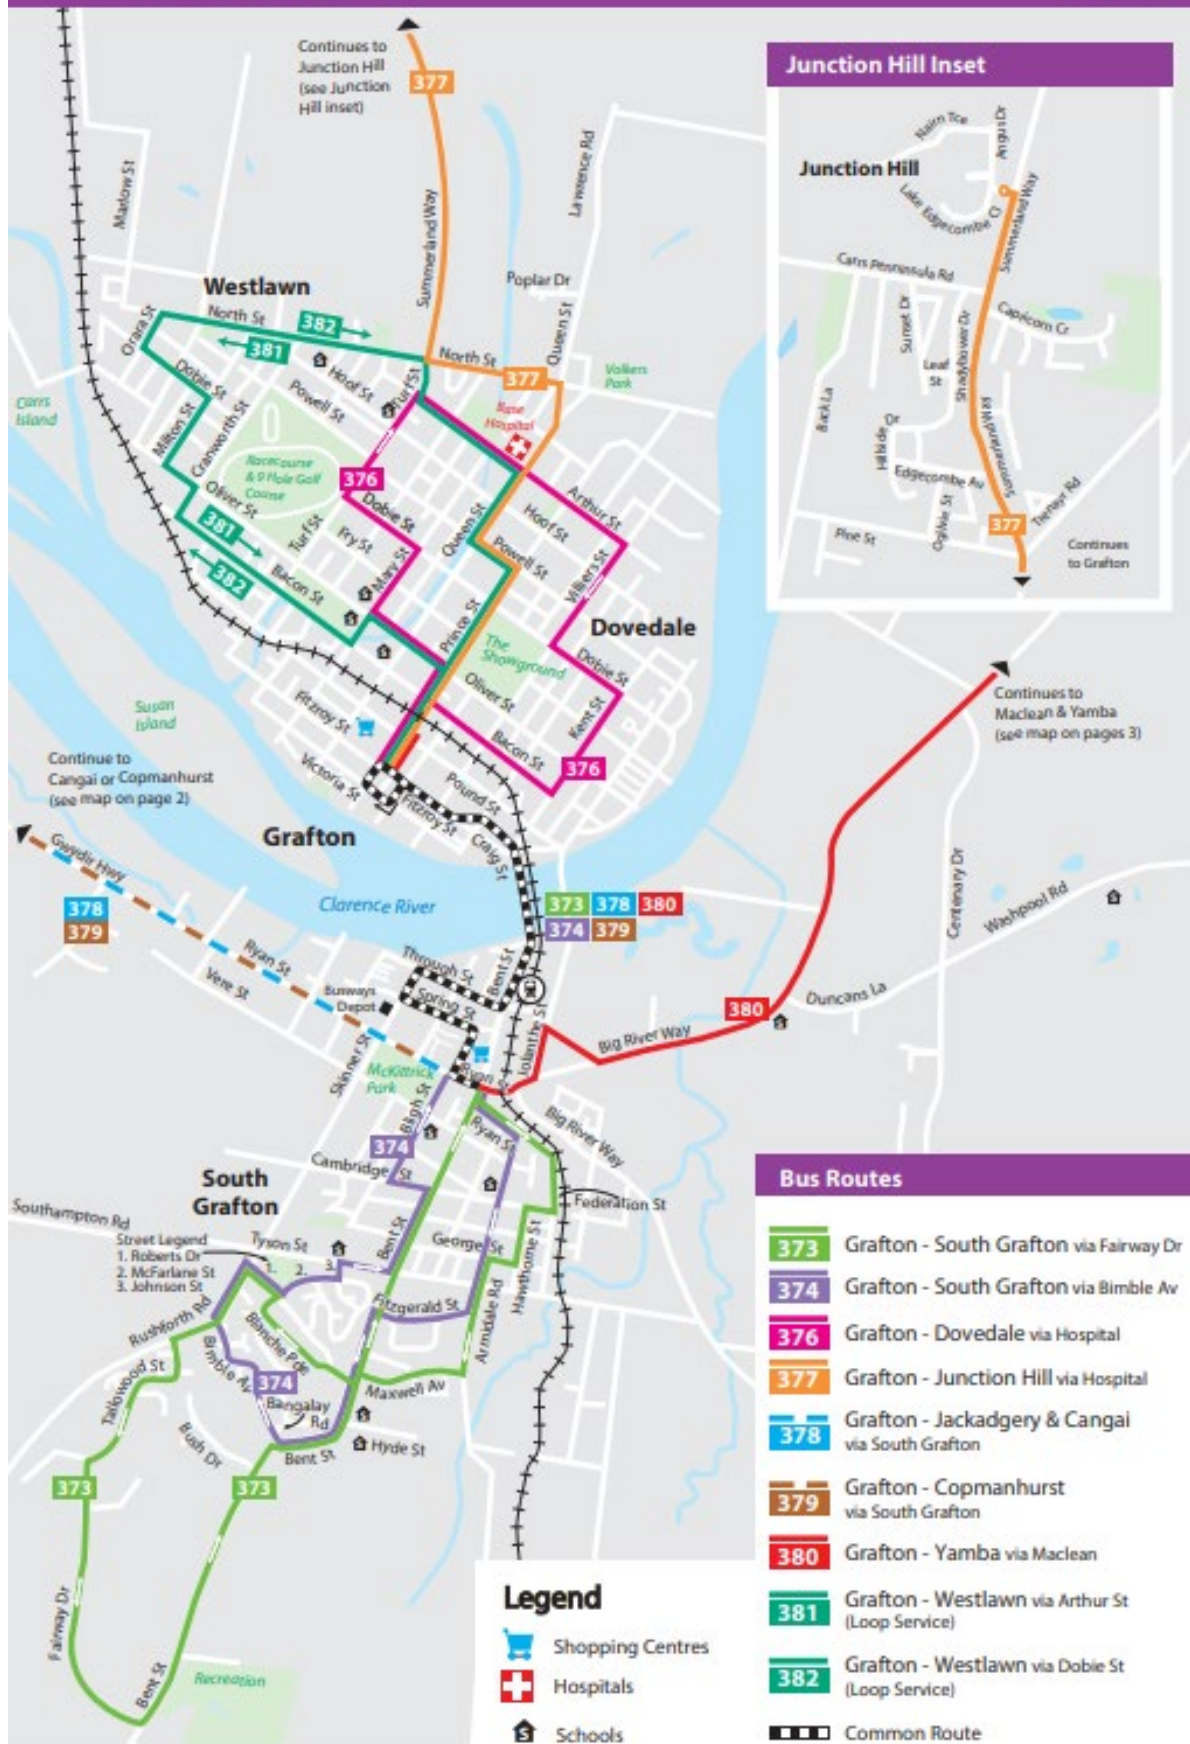 Continues to
Junction Hill
(see Junction
Hill inset)
377
Junction Hill Inset
Nairn Tce
Angus Dr
Junction Hill
Lake Edgecombe Cl
Summerland Way
Carrs Penninsula Rd
Sunset Dr
Shadybower Dr
Capricorn Cr
Leaf
St
Back La
Hillside Dr
Summerland Way
Edgecombe Av
Ogilvie St
Trenayr Rd
Pine St
377
Continues
to Grafton
Marlow St
Lawrence Rd
Summerland Way
Poplar Dr
Westlawn
North St
382
381
Orara St
North St
Queen St
377
Volkers
Park
Dobie St
Hoof St
Powell St
Turf St
Base
Hospital
Carrs
Island
Milton St
Cranworth St
Racecourse
& 9 Hole Golf
Course
376
Oliver St
Dobie St
Arthur St
Hoof St
381
Turf St
Fry St
Queen St
Powell St
382
Bacon St
Mary St
Villiers St
Prince St
Dovedale
The
Showground
Dobie St
Oliver St
Kent St
Susan
Island
Fitzroy St
Bacon St
376
Continues to
Maclean & Yamba
(see map on pages 3)
Continue to
Cangai or Copmanhurst
(see map on page 2)
Victoria St
Pound St
Fitzroy St
Grafton
Craig St
Gwydir Hwy
378
379
Clarence River
373 378 380
374 379
Centenary Dr
Washpool Rd
Ryan St
Vere St
Through St
Bent St
Busways
Depot
Spring St
380
Duncans La
Iolanthe St
Big River Way
Skinner St
McKittrick
Park
Ryan St
Bligh St
Ryan St
Big River Way
374
Cambridge St
South
Grafton
Federation St
Southampton Rd
Street Legend
1. Roberts Dr
2. McFarlane St
3. Johnson St
Tyson St
1.
2.
3.
Bent St
George St
Hawthorne St
Rushforth Rd
Fitzgerald St
Armidale Rd
Blanche Pde
Bimble Av
Tallowood St
374
Maxwell Av
Bangalay
Rd
Bush Dr
Hyde St
Bent St
373
373
Fairway Dr
Bent St
Recreation
Legend
Shopping Centres
Hospitals
Schools
Bus Routes
373 Grafton - South Grafton via Fairway Dr
374 Grafton - South Grafton via Bimble Av
376 Grafton - Dovedale via Hospital
377 Grafton - Junction Hill via Hospital
378 Grafton - Jackadgery & Cangai
via South Grafton
379 Grafton - Copmanhurst
via South Grafton
380 Grafton - Yamba via Maclean
381 Grafton - Westlawn via Arthur St
(Loop Service)
382 Grafton - Westlawn via Dobie St
(Loop Service)
Common Route